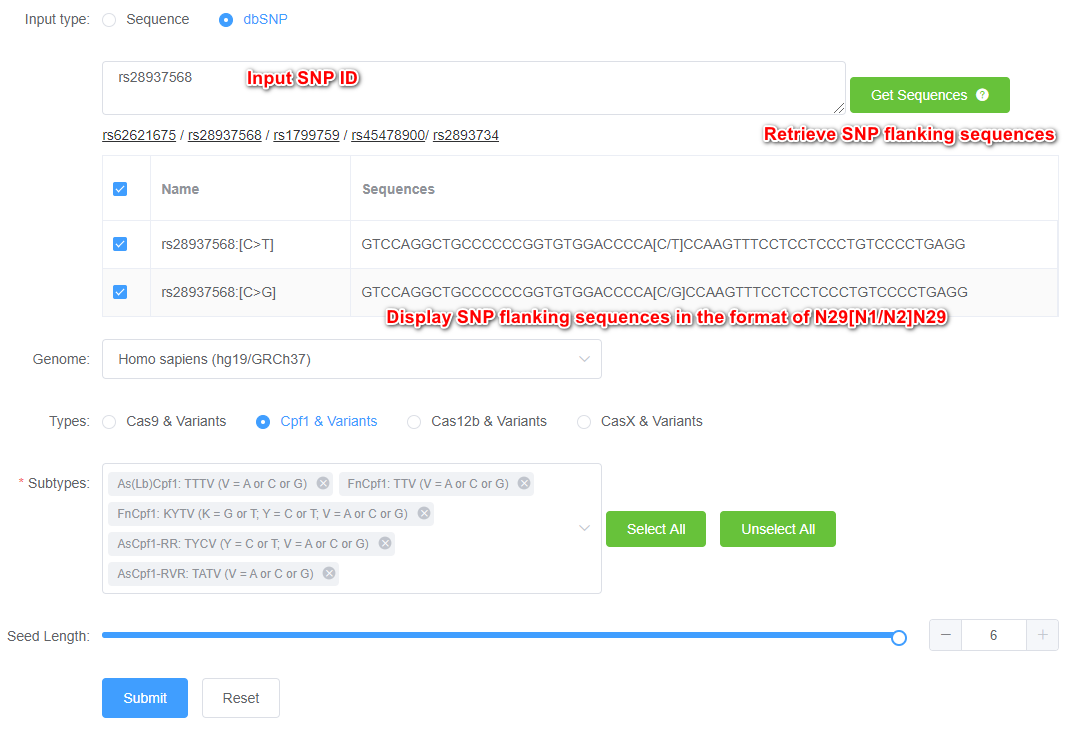 Input type: Sequence dbSNP
rs28937568 Input SNP ID
Get Sequences ?
rs62621675 / rs28937568 / rs1799759 / rs45478900/ rs2893734
Retrieve SNP flanking sequences
Name Sequences
rs28937568:[C>T] GTCCAGGCTGCCCCCCGGTGTGGACCCCA[C/T]CCAAGTTTCCTCCTCCCTGTCCCCTGAGG
rs28937568:[C>G] GTCCAGGCTGCCCCCCGGTGTGGACCCCA[C/G]CCAAGTTTCCTCCTCCCTGTCCCCTGAGG
Display SNP flanking sequences in the format of N29[N1/N2]N29
Genome: Homo sapiens (hg19/GRCh37)
Types: Cas9 & Variants Cpf1 & Variants Cas12b & Variants CasX & Variants
* Subtypes: As(Lb)Cpf1: TTTV (V = A or C or G) FnCpf1: TTV (V = A or C or G)
FnCpf1: KYTV (K = G or T; Y = C or T; V = A or C or G)
Select All Unselect All
AsCpf1-RR: TYCV (Y = C or T; V = A or C or G)
AsCpf1-RVR: TATV (V = A or C or G)
Seed Length: 6
Submit Reset